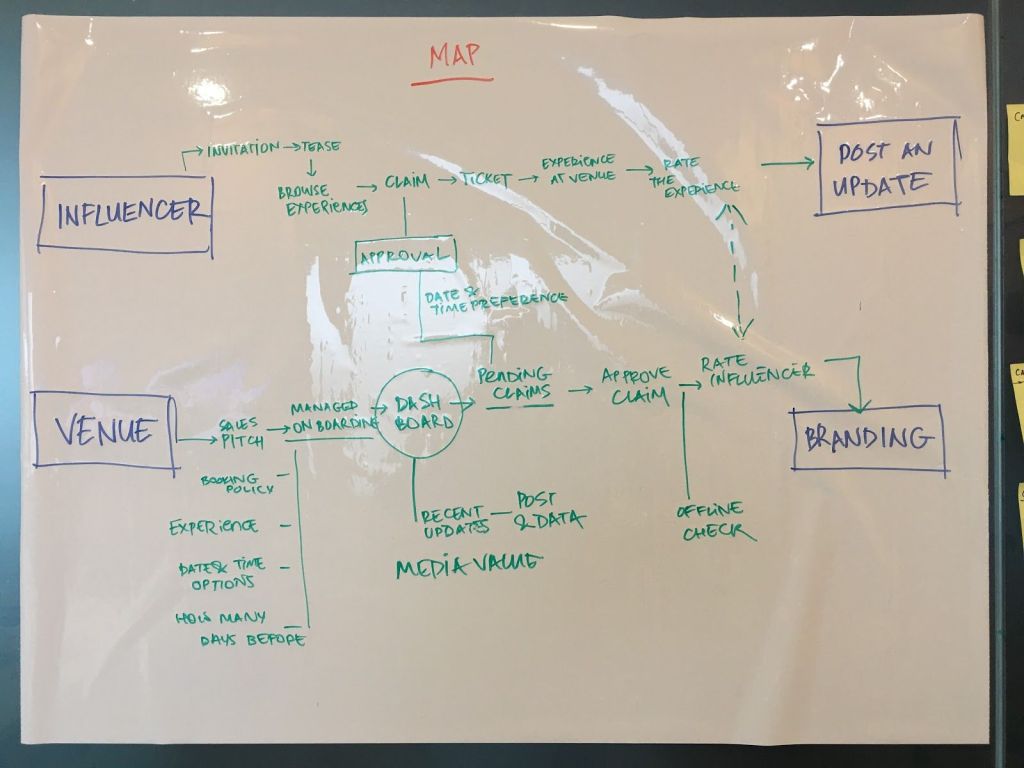 MAP
INVITATION → TEASE
BROWSE
EXPERIENCES
→ CLAIM → TICKET →
EXPERIENCE
AT VENUE
→ RATE
THE
EXPERIENCE
POST AN
UPDATE
INFLUENCER
APPROVAL
DATE &
TIME PREFERENCE
VENUE
SALES
PITCH
MANAGED
ON BOARDING
DASH
BOARD
PENDING
CLAIMS
APPROVE
CLAIM
RATE
INFLUENCER
BRANDING
BOOKING
POLICY
EXPERIENCE
DATE & TIME
OPTIONS
HOW MANY
DAYS BEFORE
RECENT
UPDATES
POST
& DATA
MEDIA VALUE
OFFLINE
CHECK